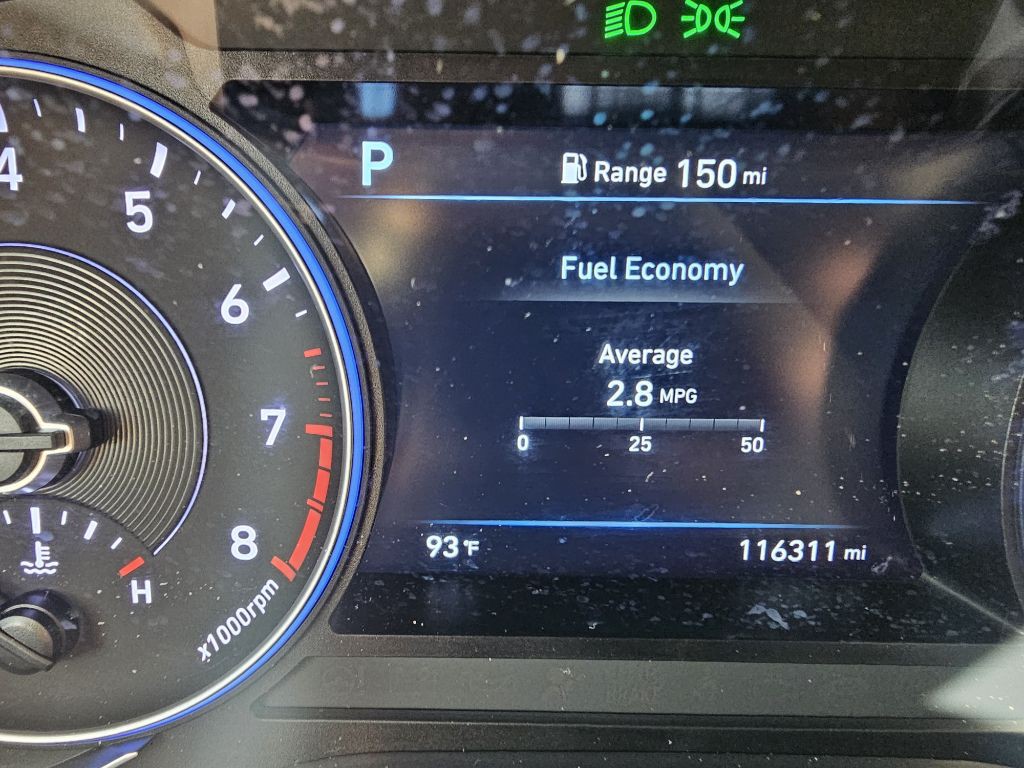 P
Range 150 mi
Fuel Economy
Average
2.8 MPG
0 25 50
93°F
116311 mi
4
5
6
7
8
x1000rpm
H